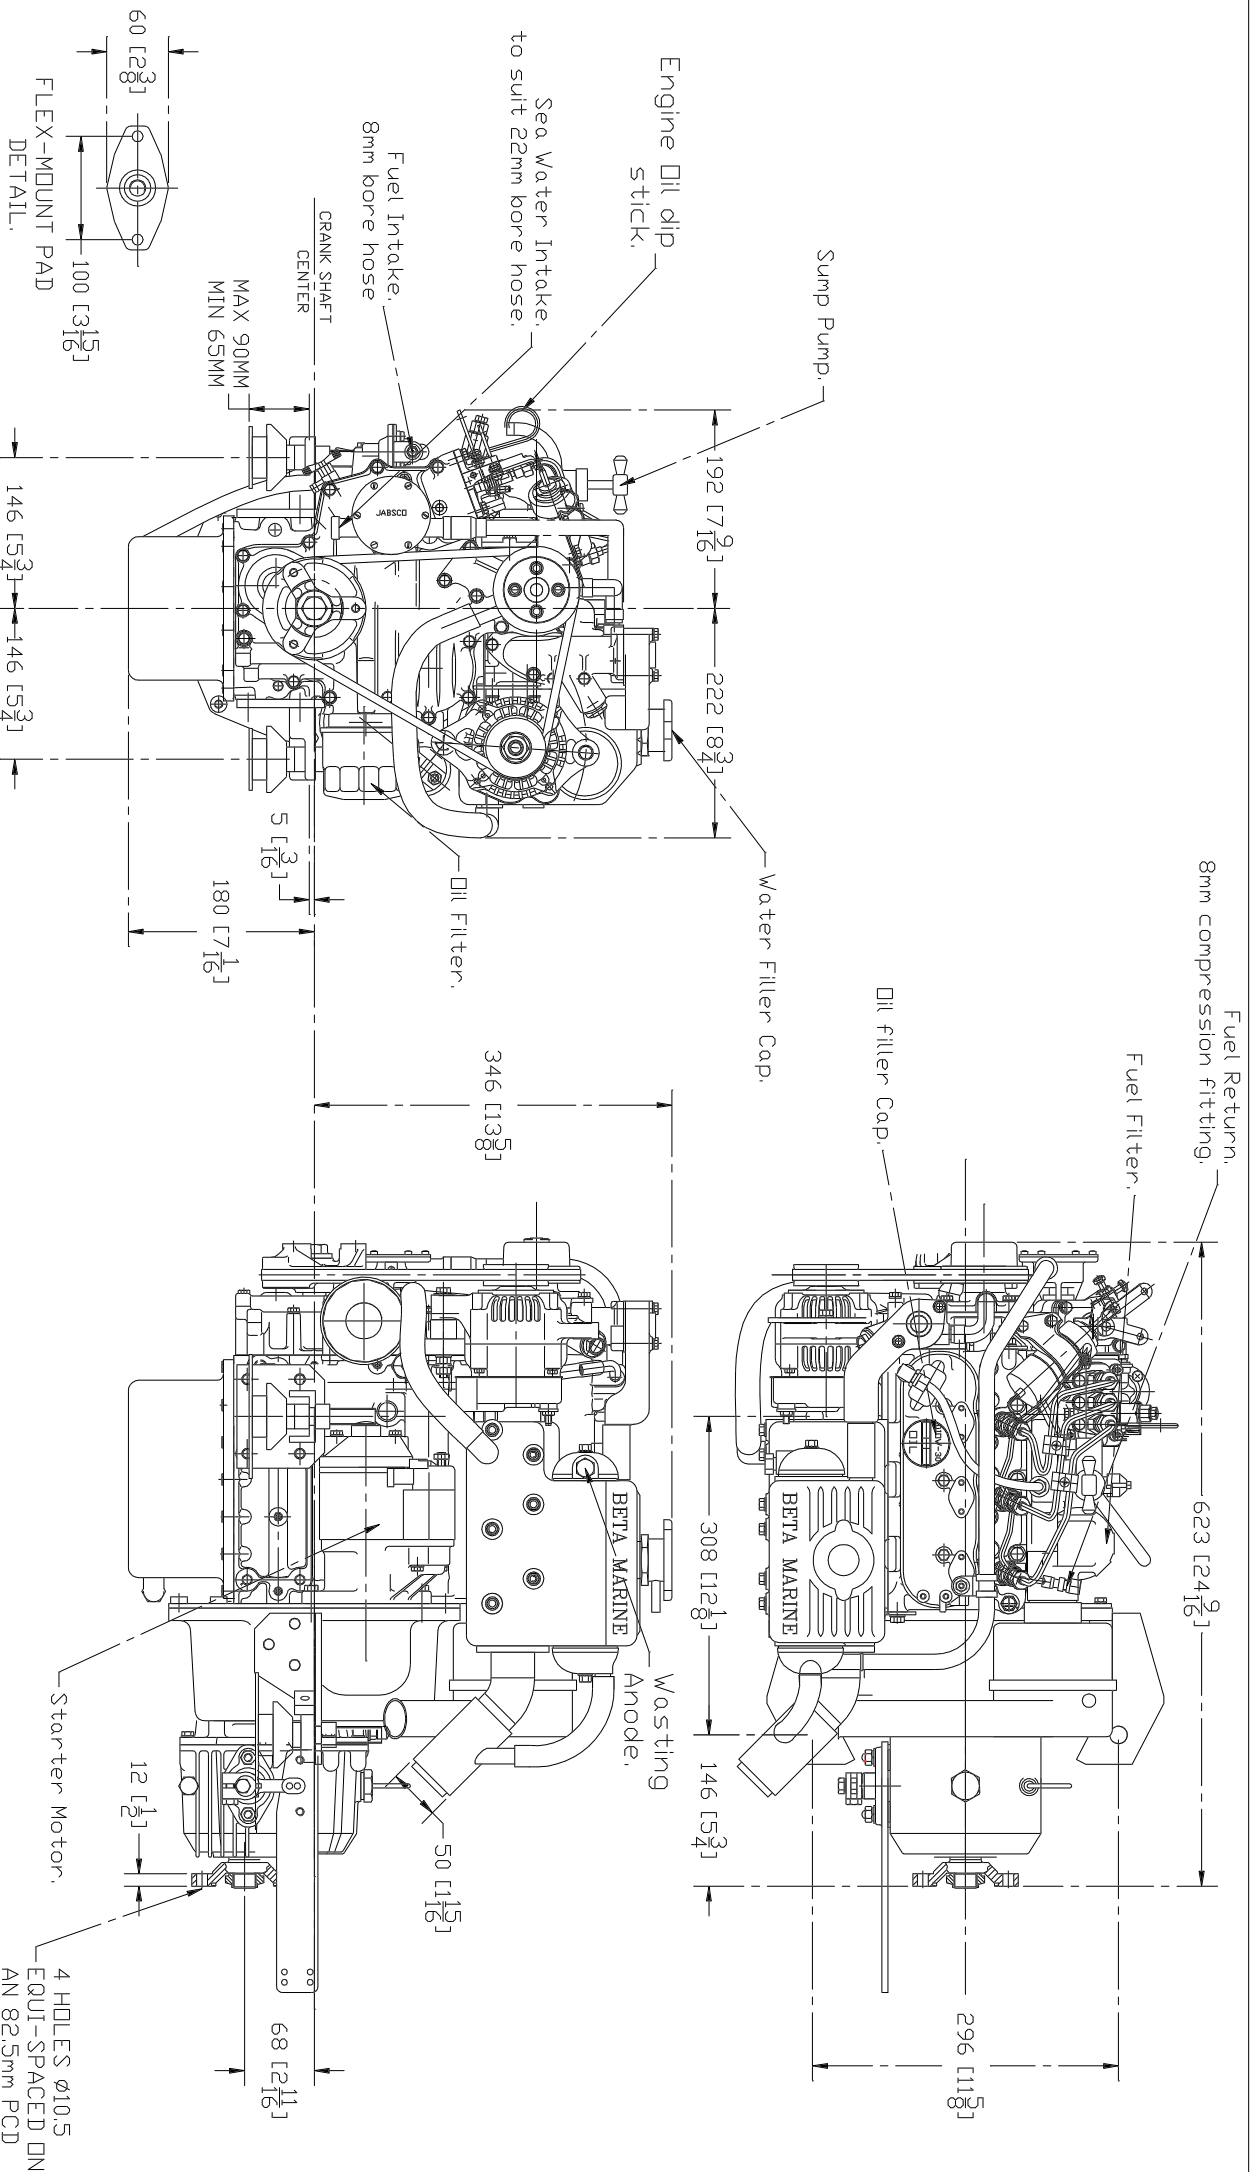 Fuel Return.
8mm compression fitting.
Fuel Filter.
Oil filler Cap.
623 [24 9/16]
308 [12 1/8]
146 [5 3/4]
296 [11 5/8]
BETA MARINE
Sump Pump.
Engine Oil dip
stick.
Sea Water Intake.
to suit 22mm bore hose.
Fuel Intake.
8mm bore hose
CRANK SHAFT
CENTER
MAX 90MM
MIN 65MM
192 [7 9/16]
222 [8 3/4]
JABSCO
146 [5 3/4]
146 [5 3/4]
5 [3/16]
180 [7 1/16]
Water Filler Cap.
Oil Filter.
346 [13 5/8]
BETA MARINE
Wasting
Anode.
Starter Motor.
50 [1 15/16]
12 [1/2]
68 [2 11/16]
4 HOLES Ø10.5
EQUI-SPACED ON
AN 82.5mm PCD
60 [2 3/8]
100 [3 15/16]
FLEX-MOUNT PAD
DETAIL.